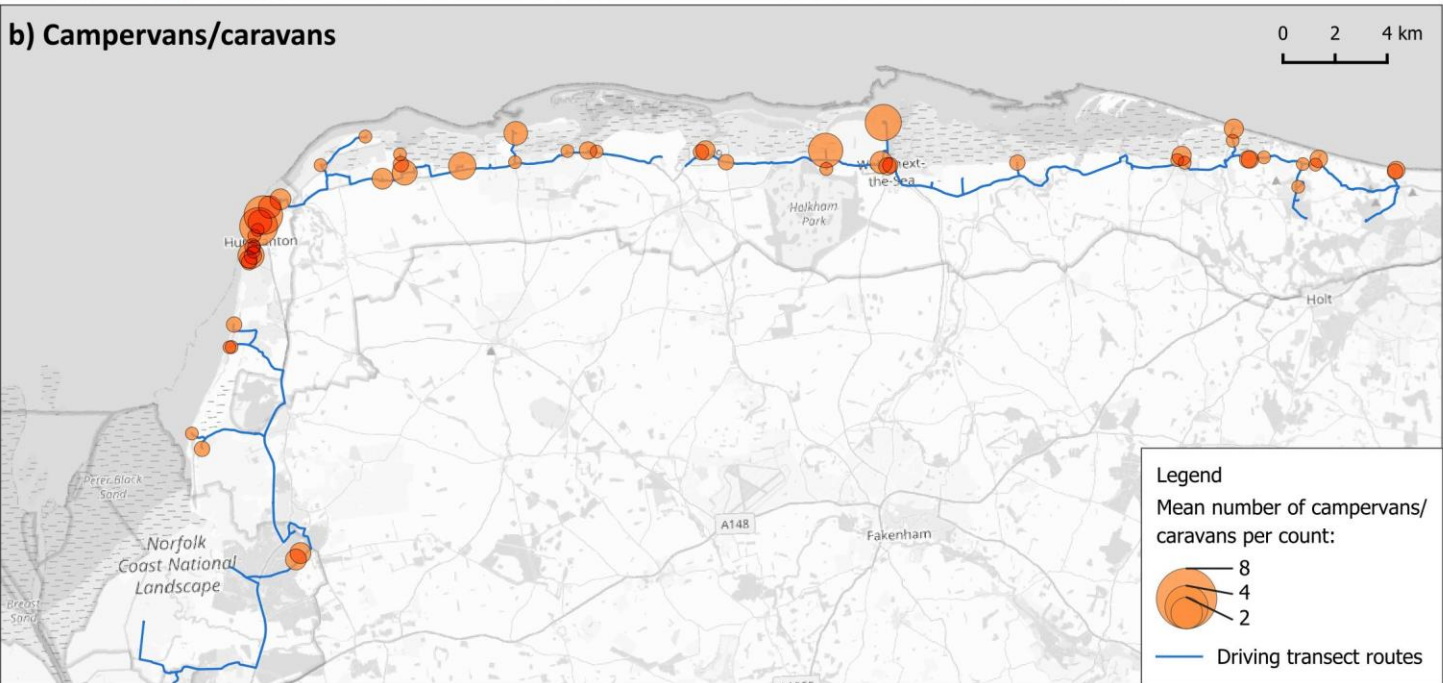 b) Campervans/caravans
0 2 4 km
the-Sea
Holkham
Park
Holt
Peter Black
Sand
Norfolk
Coast National
Landscape
A148
Fakenham
Sand
Legend
Mean number of campervans/
caravans per count:
8
4
2
Driving transect routes